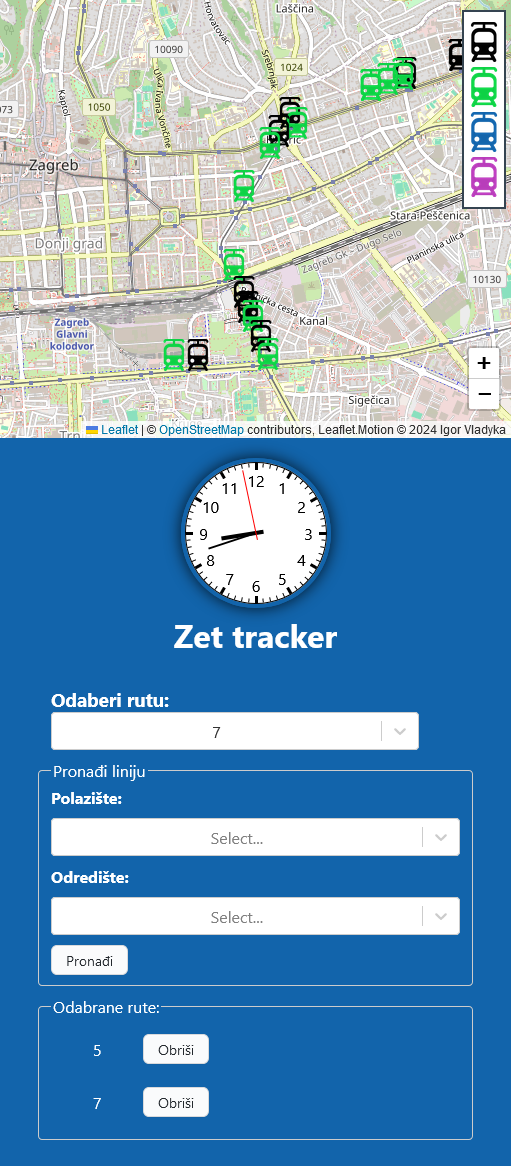 Laščina
Horvatovac
10090
1024
Srebrnjak
Ulica Ivana Vončine
1050
Kaptol
073
Zagreb
Donji grad
Stara Peščenica
Zagreb Gk - Dugo Selo
Planinska ulica
10130
Zagreb
Glavni
kolodvor
Kanal
Sigečica
Trn
+
−
Leaflet | © OpenStreetMap contributors, Leaflet.Motion © 2024 Igor Vladyka
12
1
2
3
4
5
6
7
8
9
10
11
Zet tracker
Odaberi rutu:
7
Pronađi liniju
Polazište:
Select...
Odredište:
Select...
Pronađi
Odabrane rute:
5 Obriši
7 Obriši